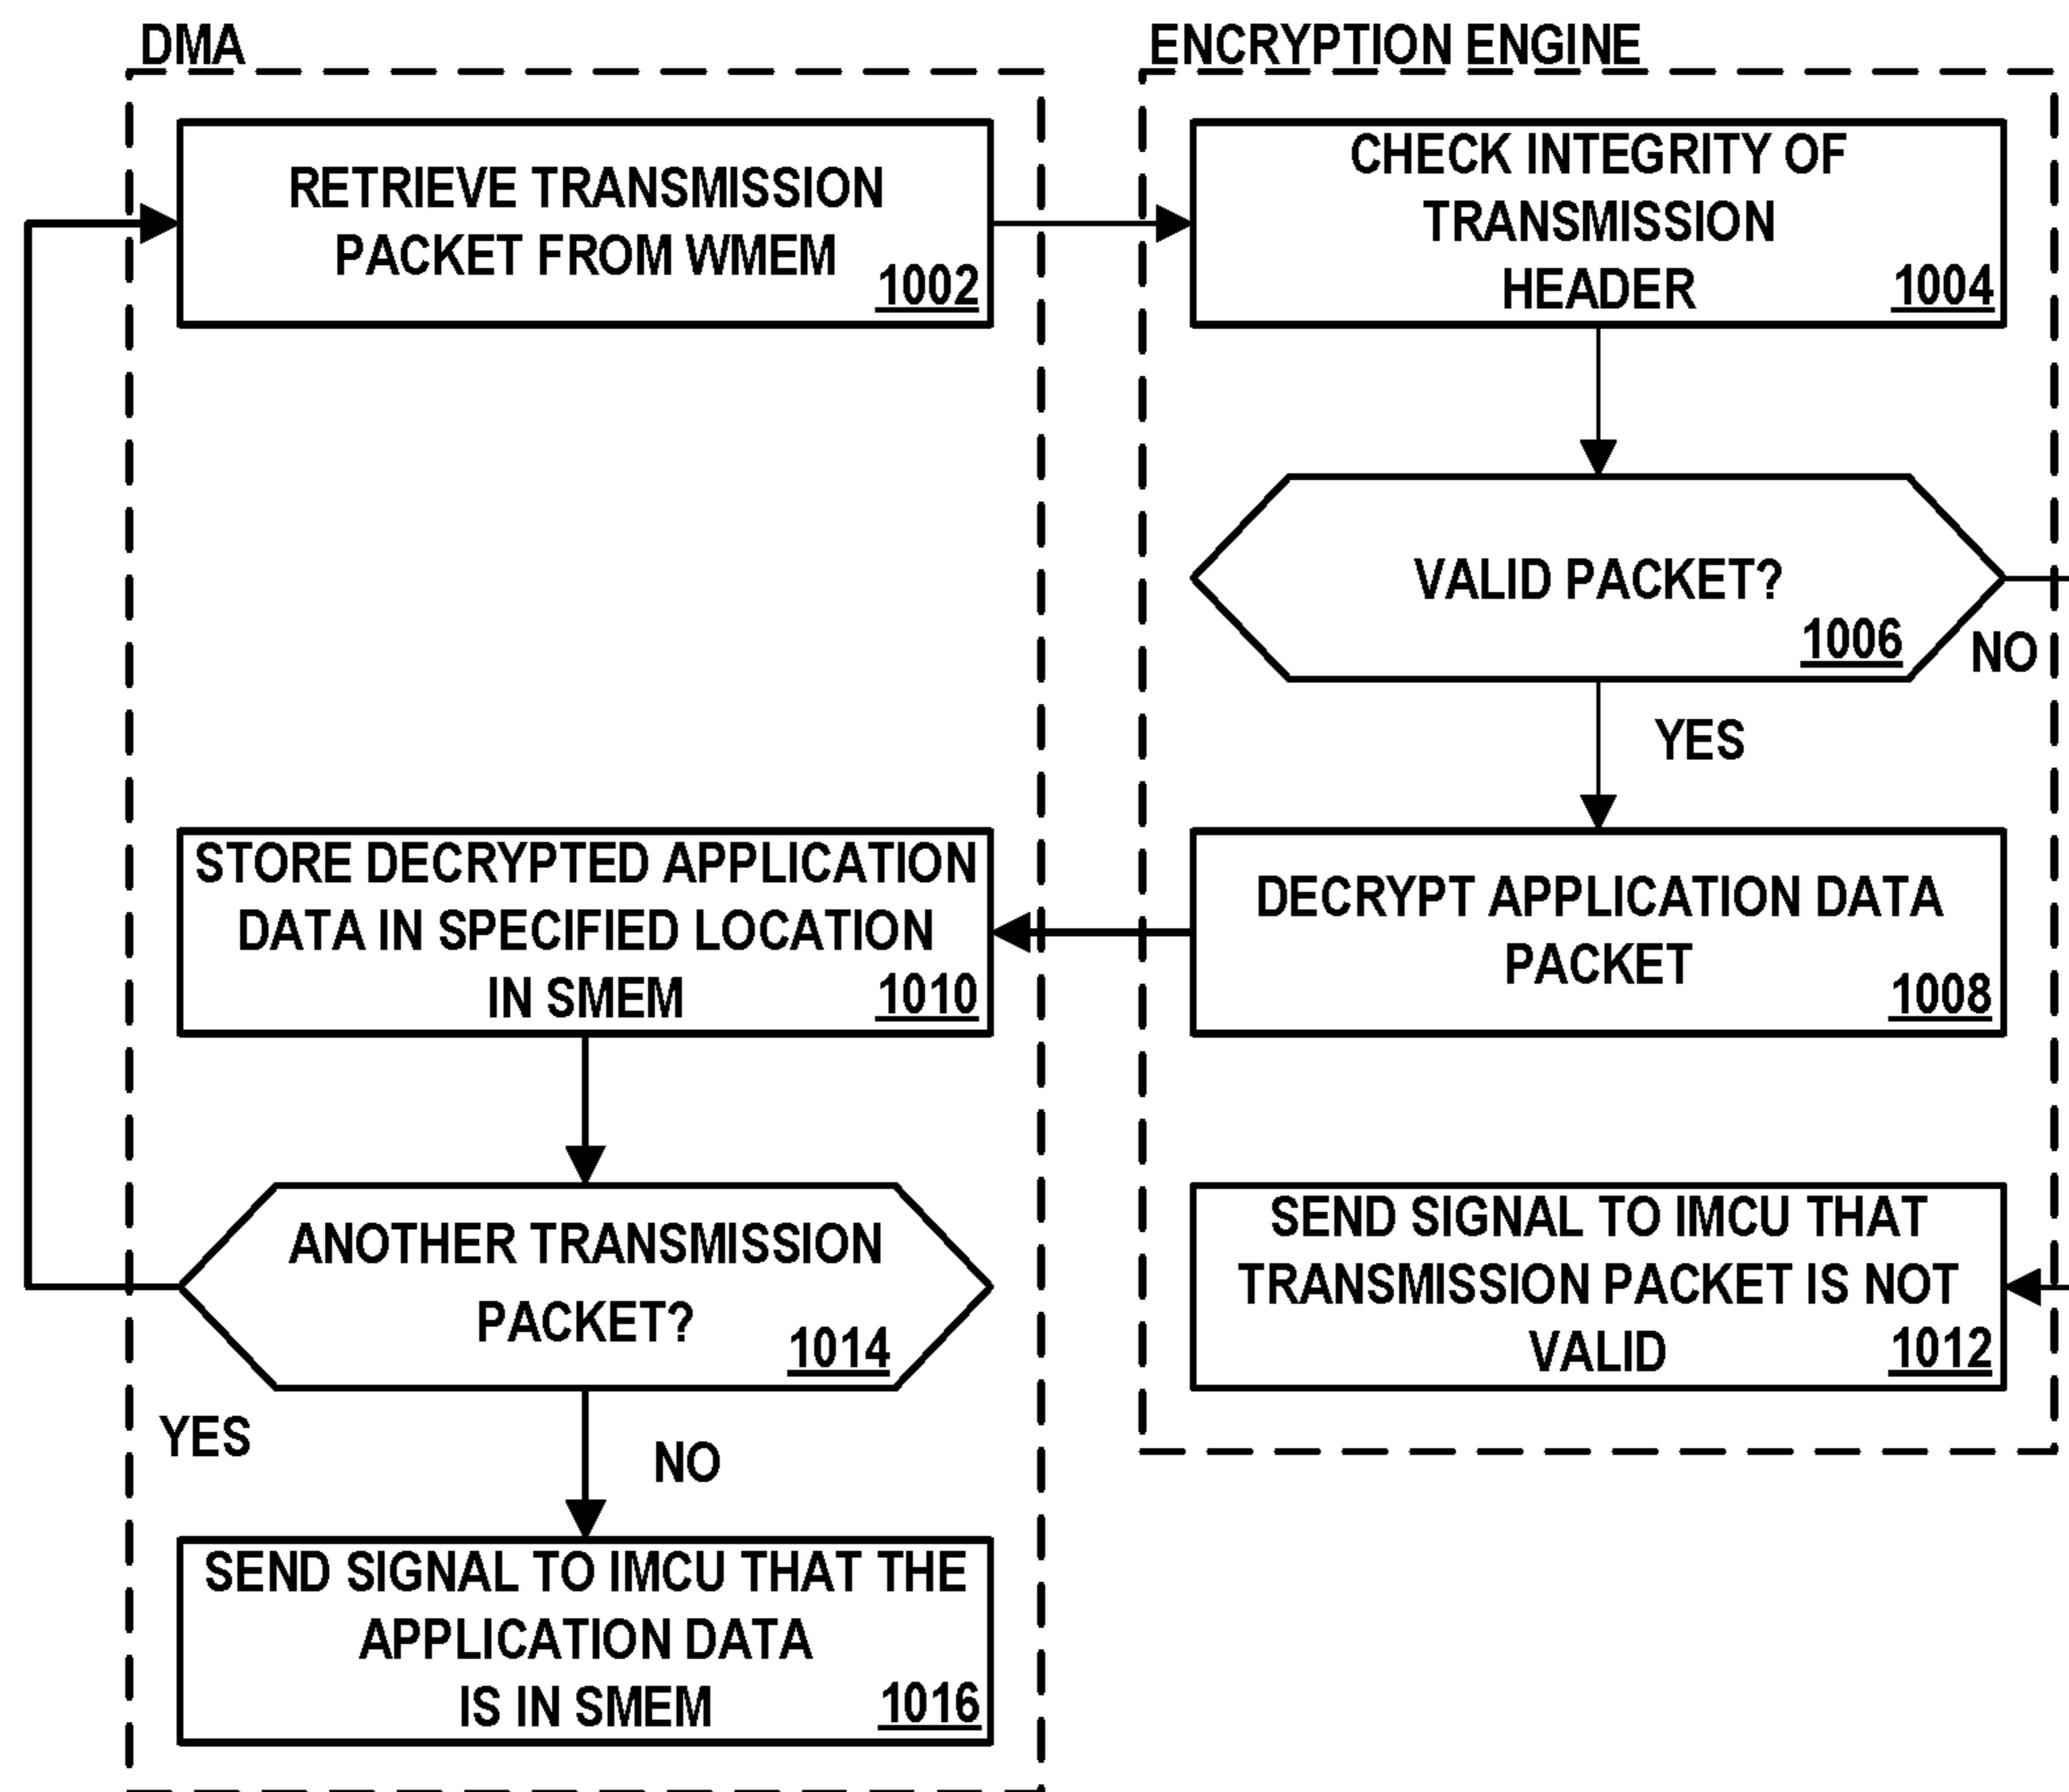 DMA
ENCRYPTION ENGINE
RETRIEVE TRANSMISSION
PACKET FROM WMEM
1002
CHECK INTEGRITY OF
TRANSMISSION
HEADER
1004
VALID PACKET?
1006
NO
YES
STORE DECRYPTED APPLICATION
DATA IN SPECIFIED LOCATION
IN SMEM
1010
DECRYPT APPLICATION DATA
PACKET
1008
ANOTHER TRANSMISSION
PACKET?
1014
SEND SIGNAL TO IMCU THAT
TRANSMISSION PACKET IS NOT
VALID
1012
YES
NO
SEND SIGNAL TO IMCU THAT THE
APPLICATION DATA
IS IN SMEM
1016